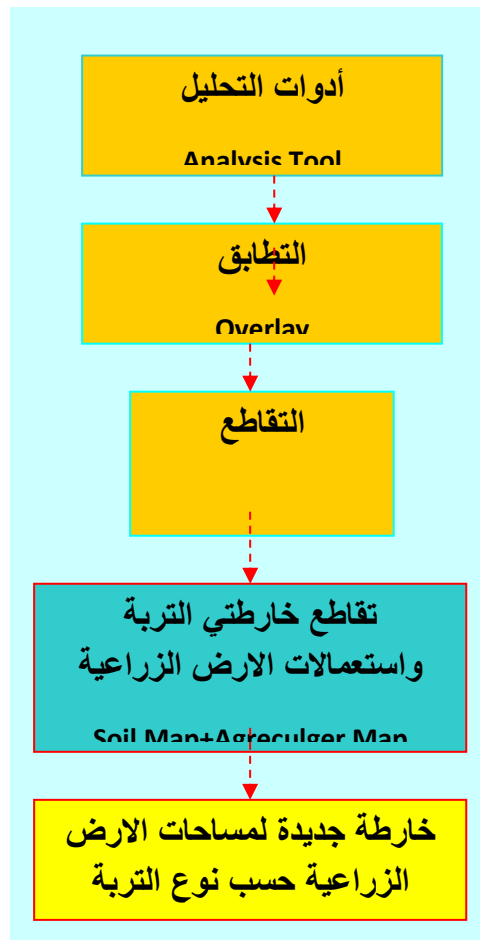 أدوات التحليل
Analysis Tool
التطابق
Overlay
التقاطع
تقاطع خارطتي التربة
واستعمالات الارض الزراعية
Soil Map+Agreculger Map
خارطة جديدة لمساحات الارض
الزراعية حسب نوع التربة